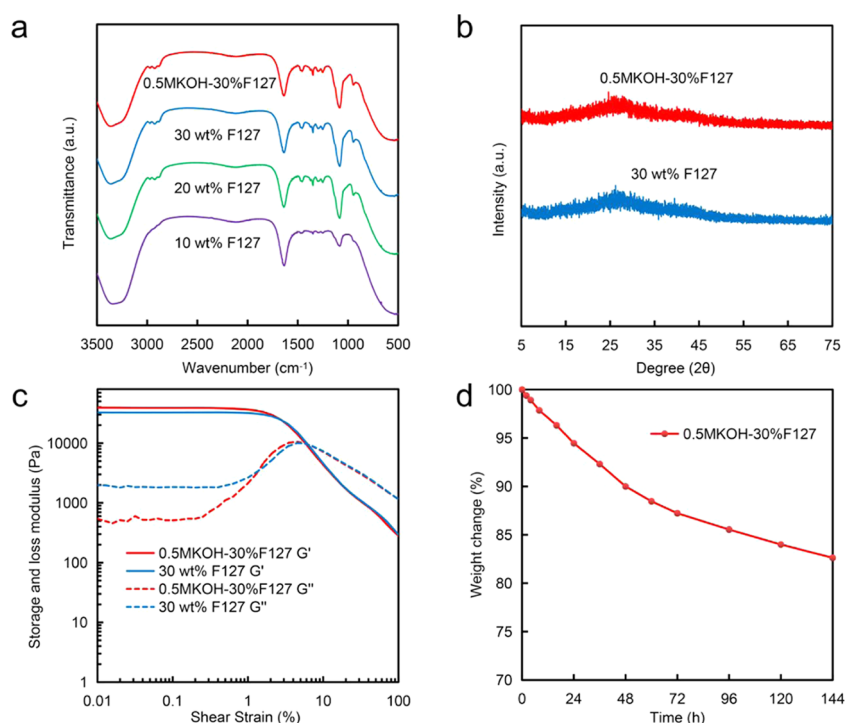 a
0.5MKOH-30%F127
30 wt% F127
20 wt% F127
10 wt% F127
Transmittance (a.u.)
3500 3000 2500 2000 1500 1000 500
Wavenumber (cm-1)
b
0.5MKOH-30%F127
30 wt% F127
Intensity (a.u.)
5 15 25 35 45 55 65 75
Degree (2θ)
c
10000
1000
100
10
1
Storage and loss modulus (Pa)
0.5MKOH-30%F127 G'
30 wt% F127 G'
0.5MKOH-30%F127 G"
30 wt% F127 G"
0.01 0.1 1 10 100
Shear Strain (%)
d
100
95
90
85
80
75
70
Weight change (%)
0.5MKOH-30%F127
0 24 48 72 96 120 144
Time (h)